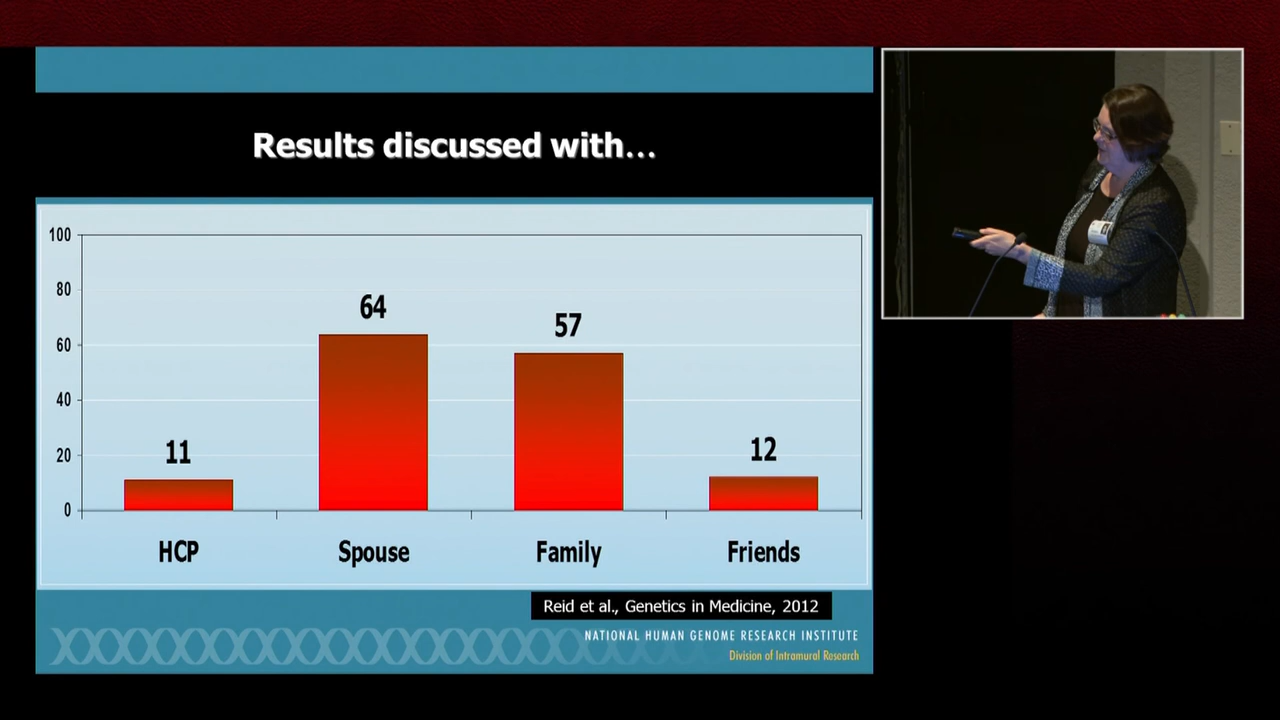 Results discussed with...
100
80
60
40
20
0
11
64
57
12
HCP Spouse Family Friends
Reid et al., Genetics in Medicine, 2012
NATIONAL HUMAN GENOME RESEARCH INSTITUTE
Division of Intramural Research